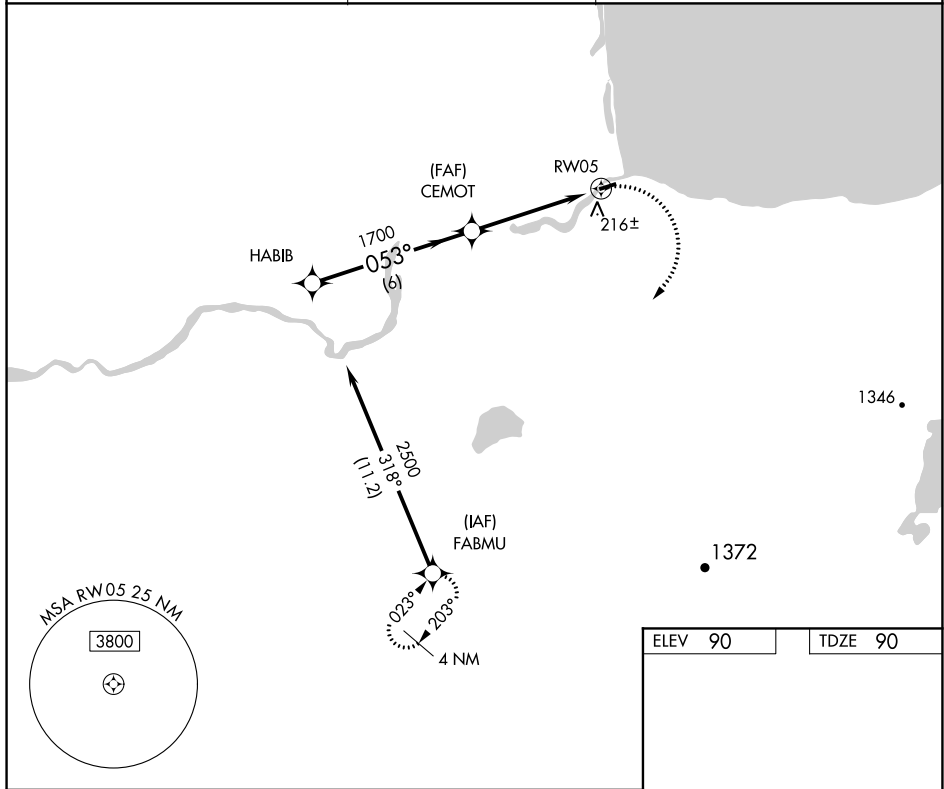 (FAF)
CEMOT
RW05
216±
HABIB
1700
053°
(6)
1346
2500
318°
(11.2)
(IAF)
FABMU
1372
023°
203°
4 NM
MSA RW05 25 NM
3800
ELEV 90
TDZE 90